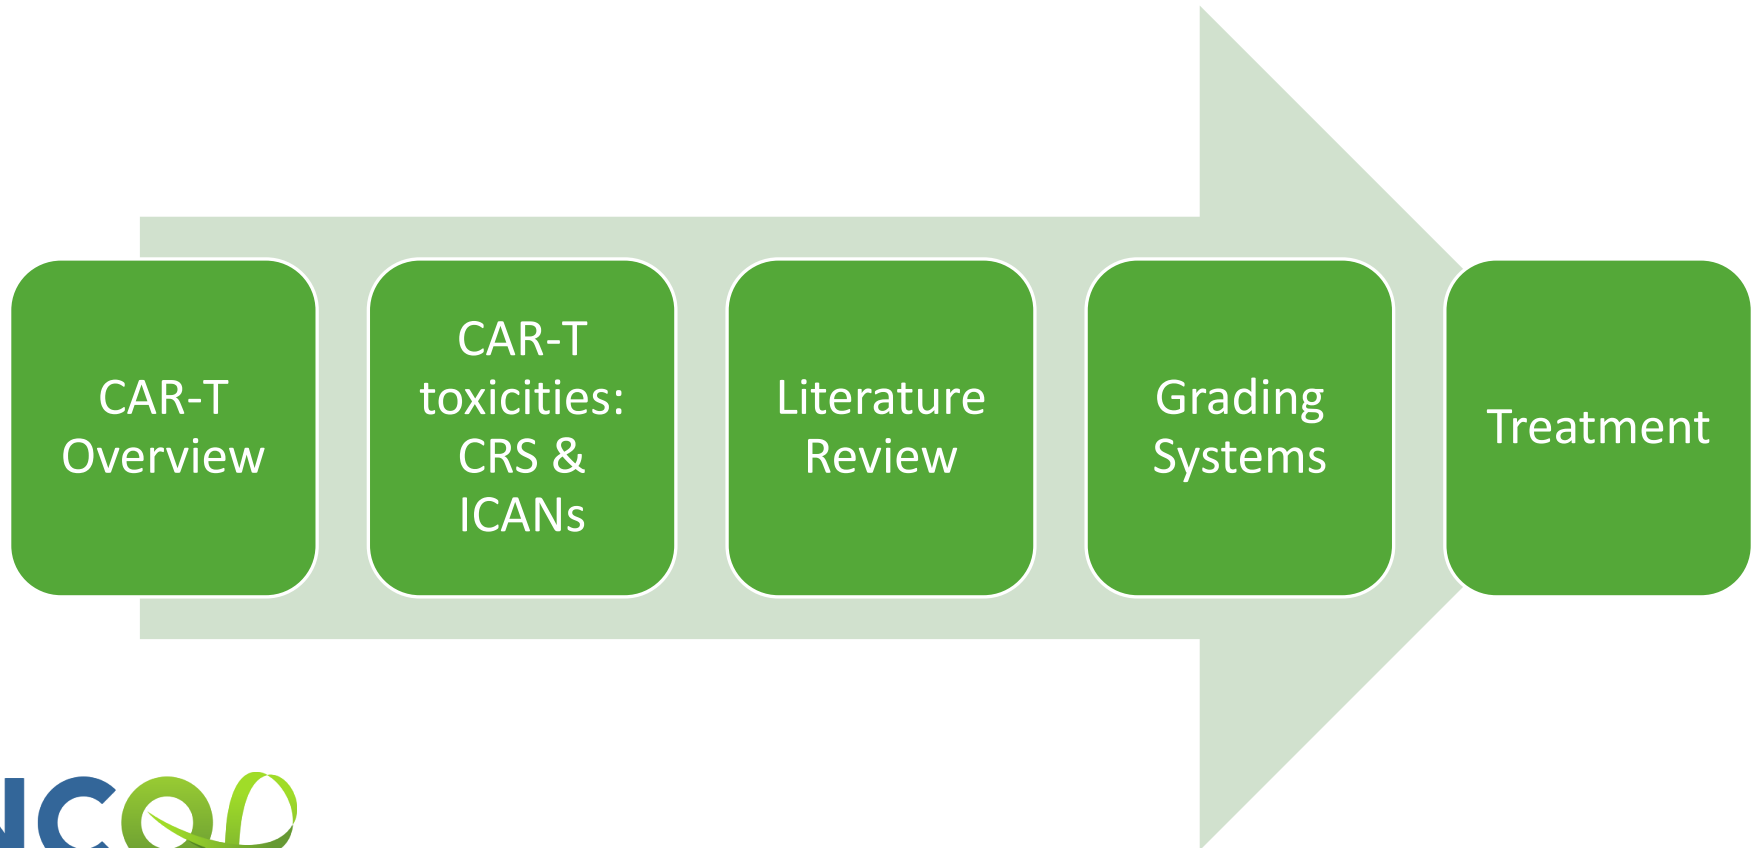 CAR-T
Overview
CAR-T
toxicities:
CRS &
ICANs
Literature
Review
Grading
Systems
Treatment